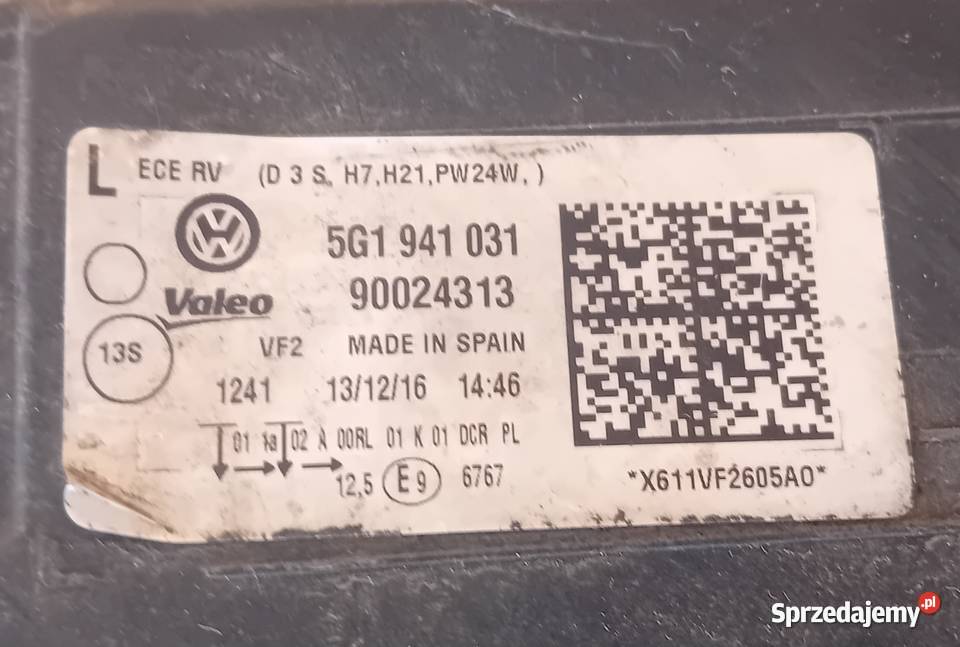 L ECE RV (D 3 S, H7,H21,PW24W, )
5G1 941 031
Valeo 90024313
13S VF2 MADE IN SPAIN
1241 13/12/16 14:46
01 1a 02 A 00RL 01 K 01 DCR PL
12,5 E9 6767
*X611VF2605A0*
Sprzedajemy.pl